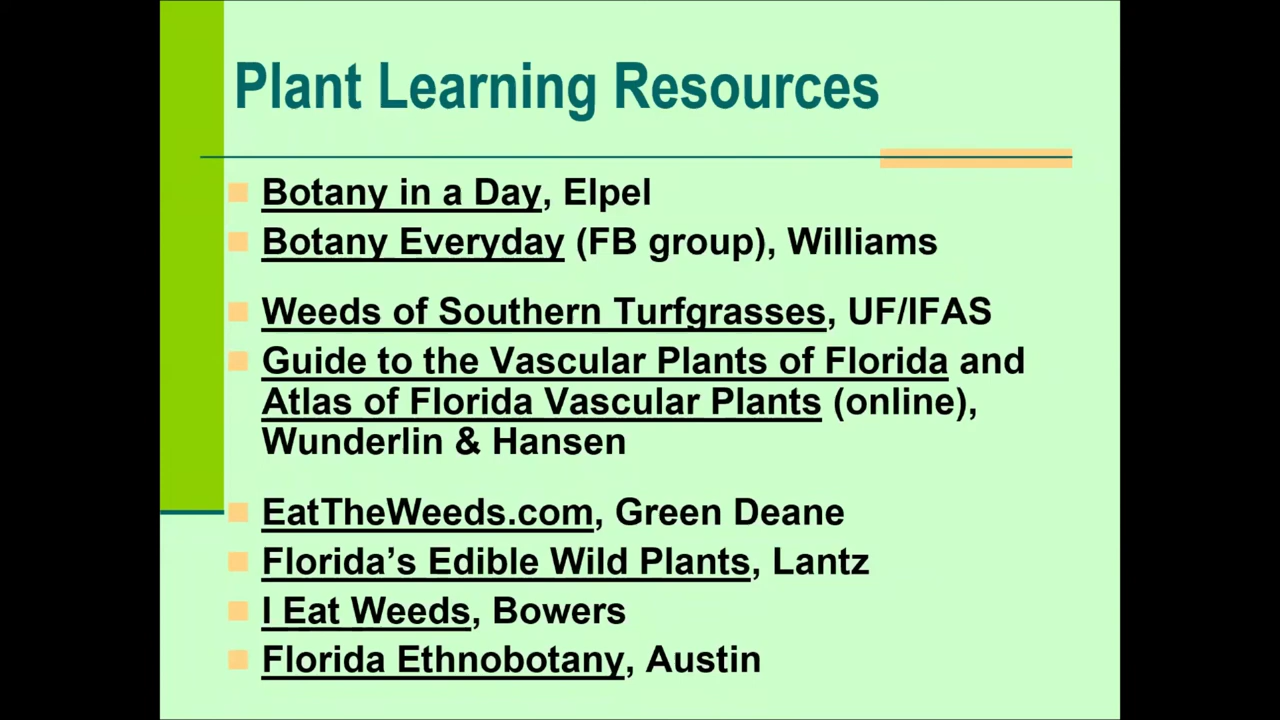 Plant Learning Resources
Botany in a Day, Elpel
Botany Everyday (FB group), Williams
Weeds of Southern Turfgrasses, UF/IFAS
Guide to the Vascular Plants of Florida and
Atlas of Florida Vascular Plants (online),
Wunderlin & Hansen
EatTheWeeds.com, Green Deane
Florida’s Edible Wild Plants, Lantz
I Eat Weeds, Bowers
Florida Ethnobotany, Austin